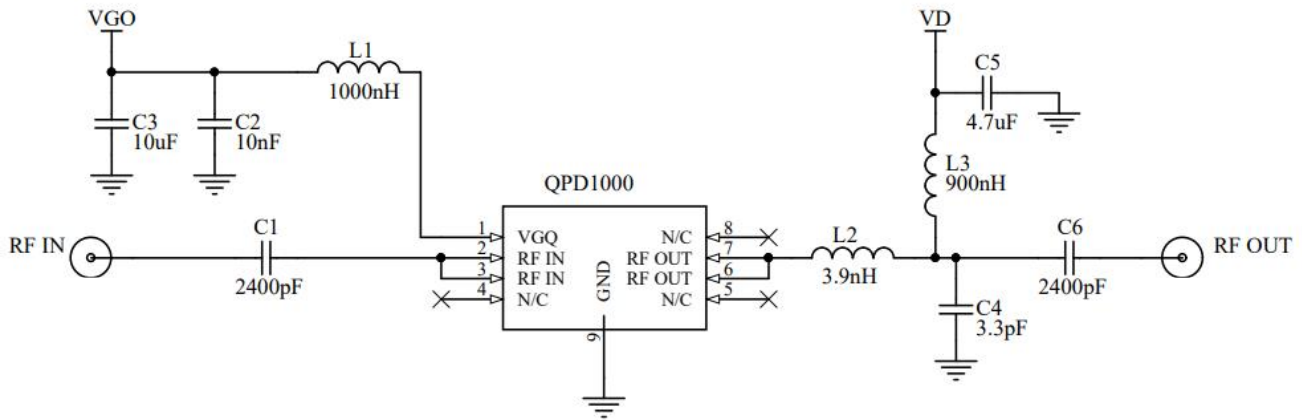 VGO
L1
1000nH
C3
10uF
C2
10nF
VD
C5
4.7uF
L3
900nH
QPD1000
RF IN
C1
2400pF
1
VGQ
2
RF IN
3
RF IN
4
N/C
GND
9
N/C
8
RF OUT
7
RF OUT
6
N/C
5
L2
3.9nH
C6
2400pF
RF OUT
C4
3.3pF